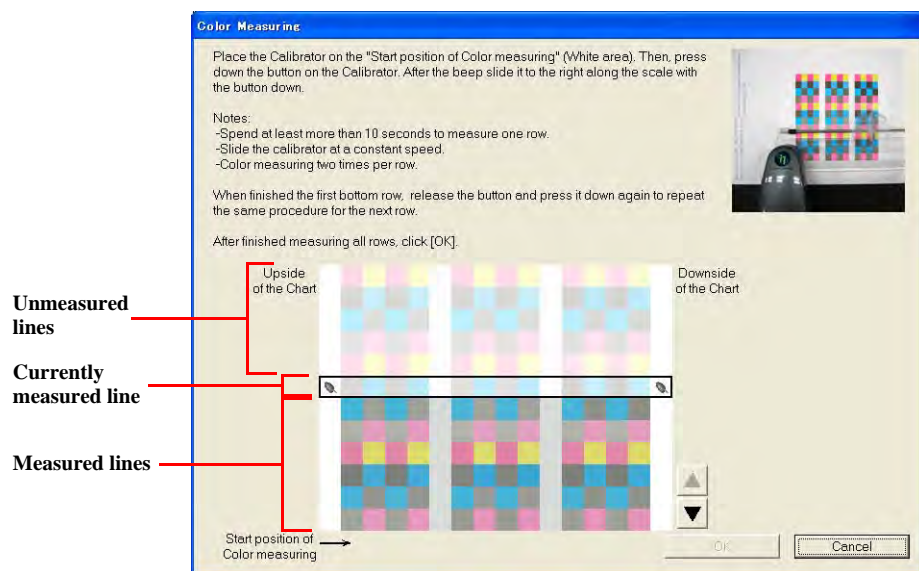 Color Measuring
Place the Calibrator on the "Start position of Color measuring" (White area). Then, press
down the button on the Calibrator. After the beep slide it to the right along the scale with
the button down.
Notes:
-Spend at least more than 10 seconds to measure one row.
-Slide the calibrator at a constant speed.
-Color measuring two times per row.
When finished the first bottom row, release the button and press it down again to repeat
the same procedure for the next row.
After finished measuring all rows, click [OK].
Upside
of the Chart
Downside
of the Chart
Unmeasured
lines
Currently
measured line
Measured lines
Start position of
Color measuring
OK
Cancel